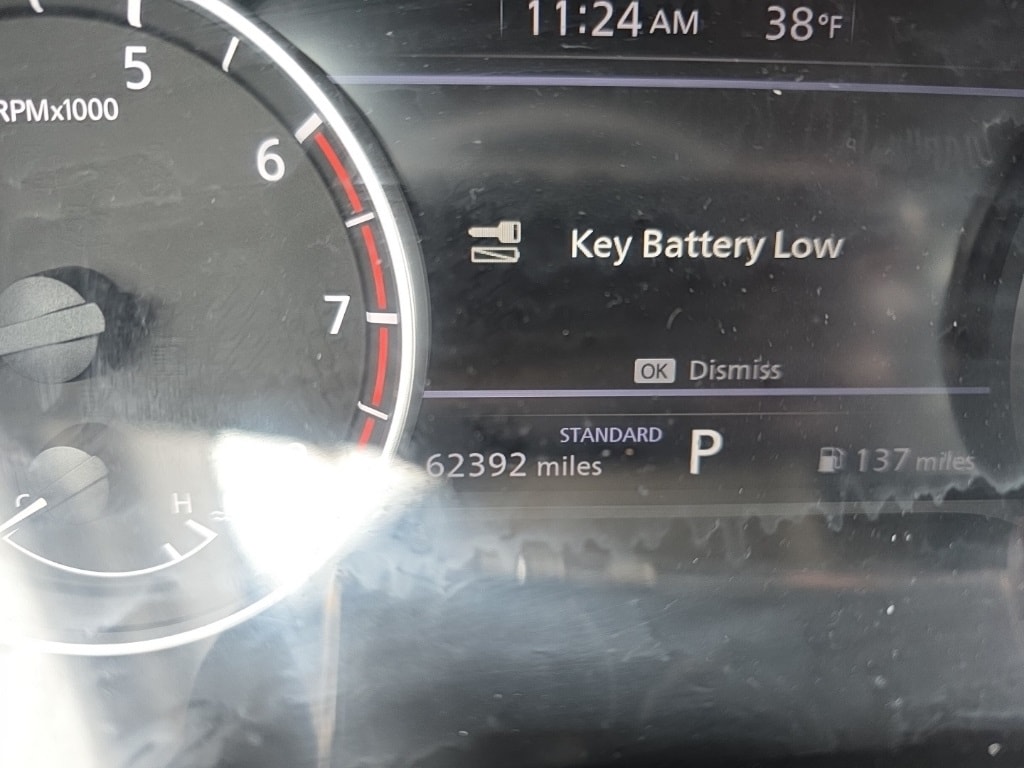 11:24 AM 38°F
5
RPMx1000
6
Key Battery Low
7
OK Dismiss
STANDARD
62392 miles P 137 miles
C H